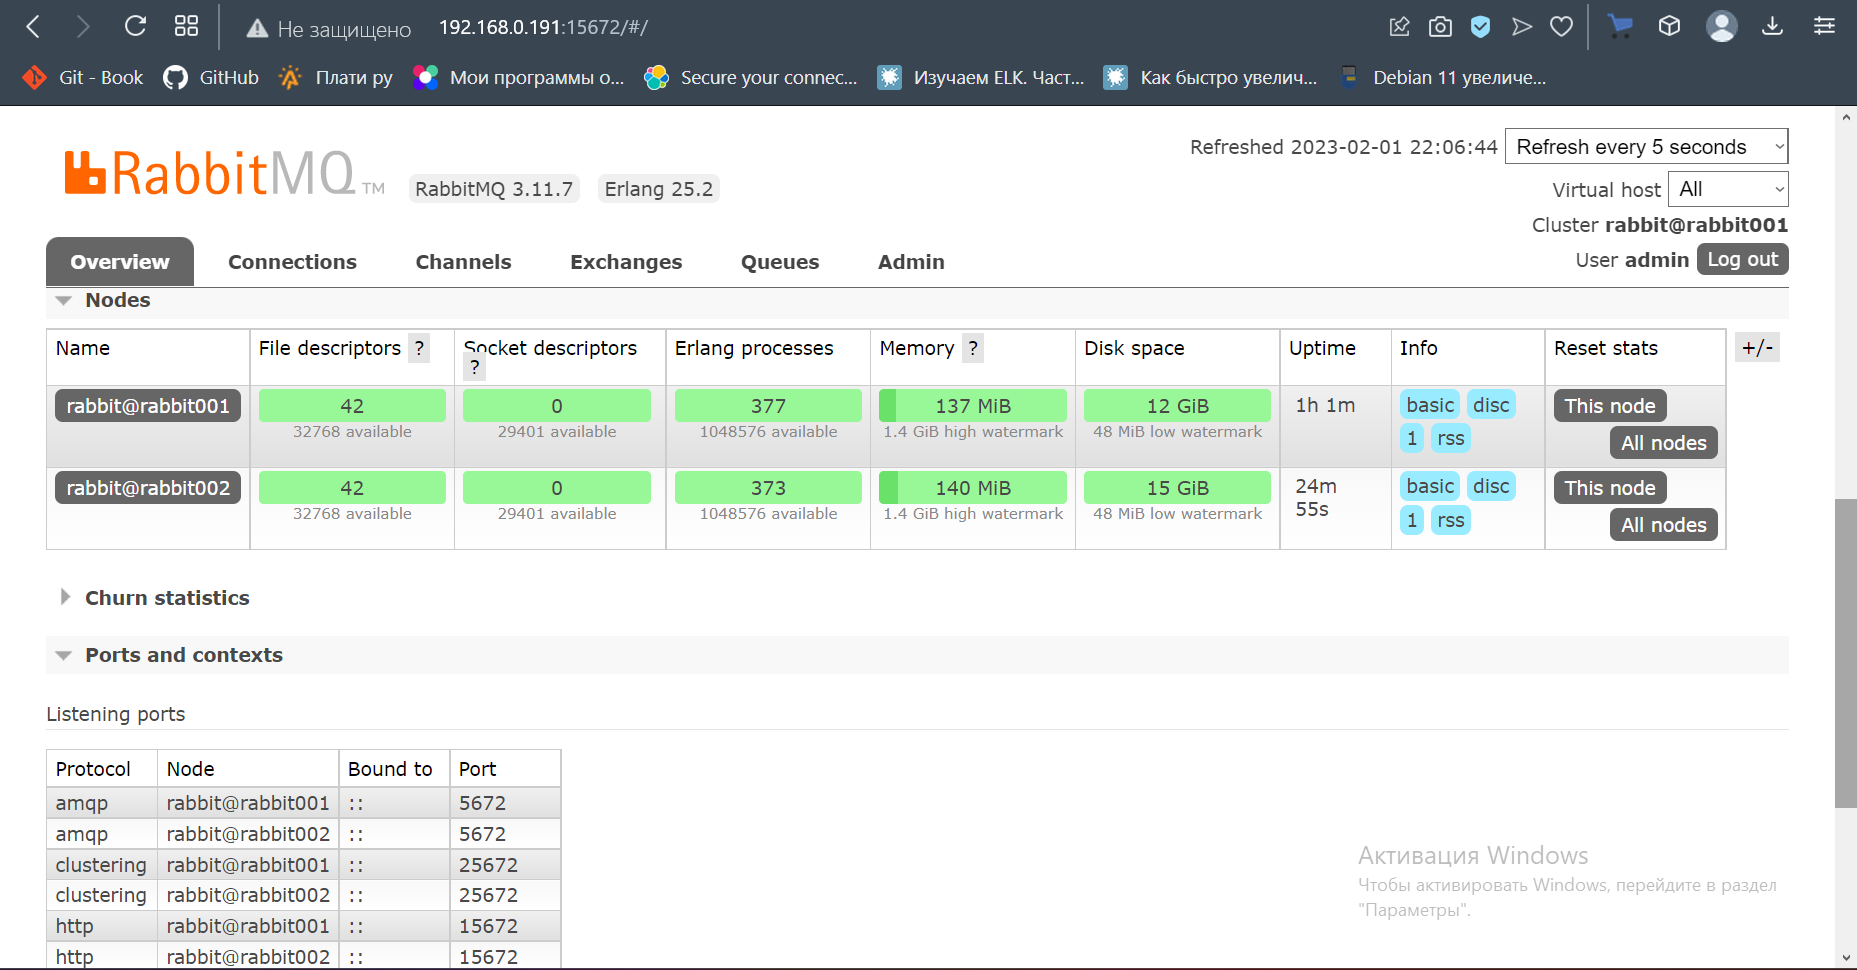 Не защищено 192.168.0.191:15672/#/
Git - Book GitHub Плати ру Мои программы о... Secure your connec... Изучаем ELK. Част... Как быстро увелич... Debian 11 увеличе...
Refreshed 2023-02-01 22:06:44 Refresh every 5 seconds
RabbitMQ TM RabbitMQ 3.11.7 Erlang 25.2
Virtual host All
Cluster rabbit@rabbit001
User admin Log out
Overview Connections Channels Exchanges Queues Admin
Nodes
Name File descriptors ? Socket descriptors ? Erlang processes Memory ? Disk space Uptime Info Reset stats +/-
rabbit@rabbit001 42 0 377 137 MiB 12 GiB 1h 1m basic disc This node
32768 available 29401 available 1048576 available 1.4 GiB high watermark 48 MiB low watermark 1 rss All nodes
rabbit@rabbit002 42 0 373 140 MiB 15 GiB 24m basic disc This node
32768 available 29401 available 1048576 available 1.4 GiB high watermark 48 MiB low watermark 55s 1 rss All nodes
Churn statistics
Ports and contexts
Listening ports
Protocol Node Bound to Port
amqp rabbit@rabbit001 :: 5672
amqp rabbit@rabbit002 :: 5672
clustering rabbit@rabbit001 :: 25672
clustering rabbit@rabbit002 :: 25672
http rabbit@rabbit001 :: 15672
http rabbit@rabbit002 :: 15672
Активация Windows
Чтобы активировать Windows, перейдите в раздел
"Параметры".